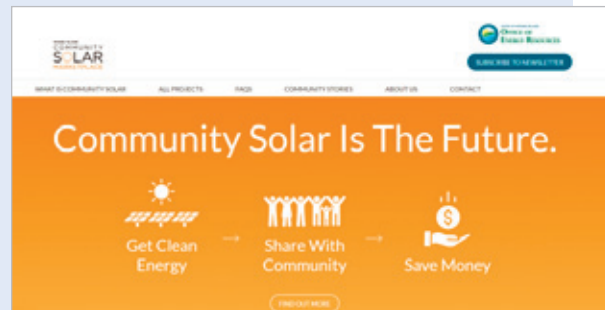 COMMUNITY
SOLAR
MARKETPLACE
OFFICE OF
ENERGY RESOURCES
SUBSCRIBE TO NEWSLETTER
WHAT IS COMMUNITY SOLAR
ALL PROJECTS
FAQS
COMMUNITY STORIES
ABOUT US
CONTACT
Community Solar Is The Future.
Get Clean
Energy
Share With
Community
Save Money
FIND OUT MORE